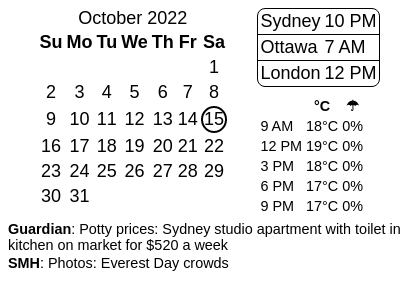 October 2022
Su Mo Tu We Th Fr Sa
1
2 3 4 5 6 7 8
9 10 11 12 13 14 15
16 17 18 19 20 21 22
23 24 25 26 27 28 29
30 31
Sydney 10 PM
Ottawa 7 AM
London 12 PM
°C ☂
9 AM 18°C 0%
12 PM 19°C 0%
3 PM 18°C 0%
6 PM 17°C 0%
9 PM 17°C 0%
Guardian: Potty prices: Sydney studio apartment with toilet in
kitchen on market for $520 a week
SMH: Photos: Everest Day crowds